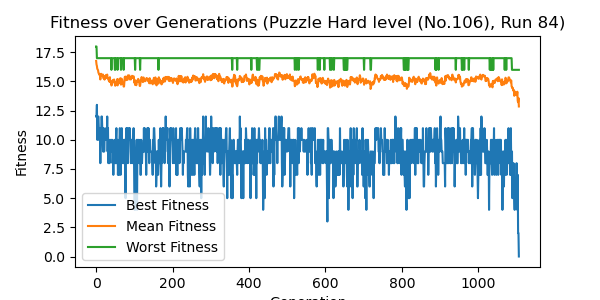 Fitness over Generations (Puzzle Hard level (No.106), Run 84)
Fitness
17.5
15.0
12.5
10.0
7.5
5.0
2.5
0.0
Best Fitness
Mean Fitness
Worst Fitness
0 200 400 600 800 1000
Generation